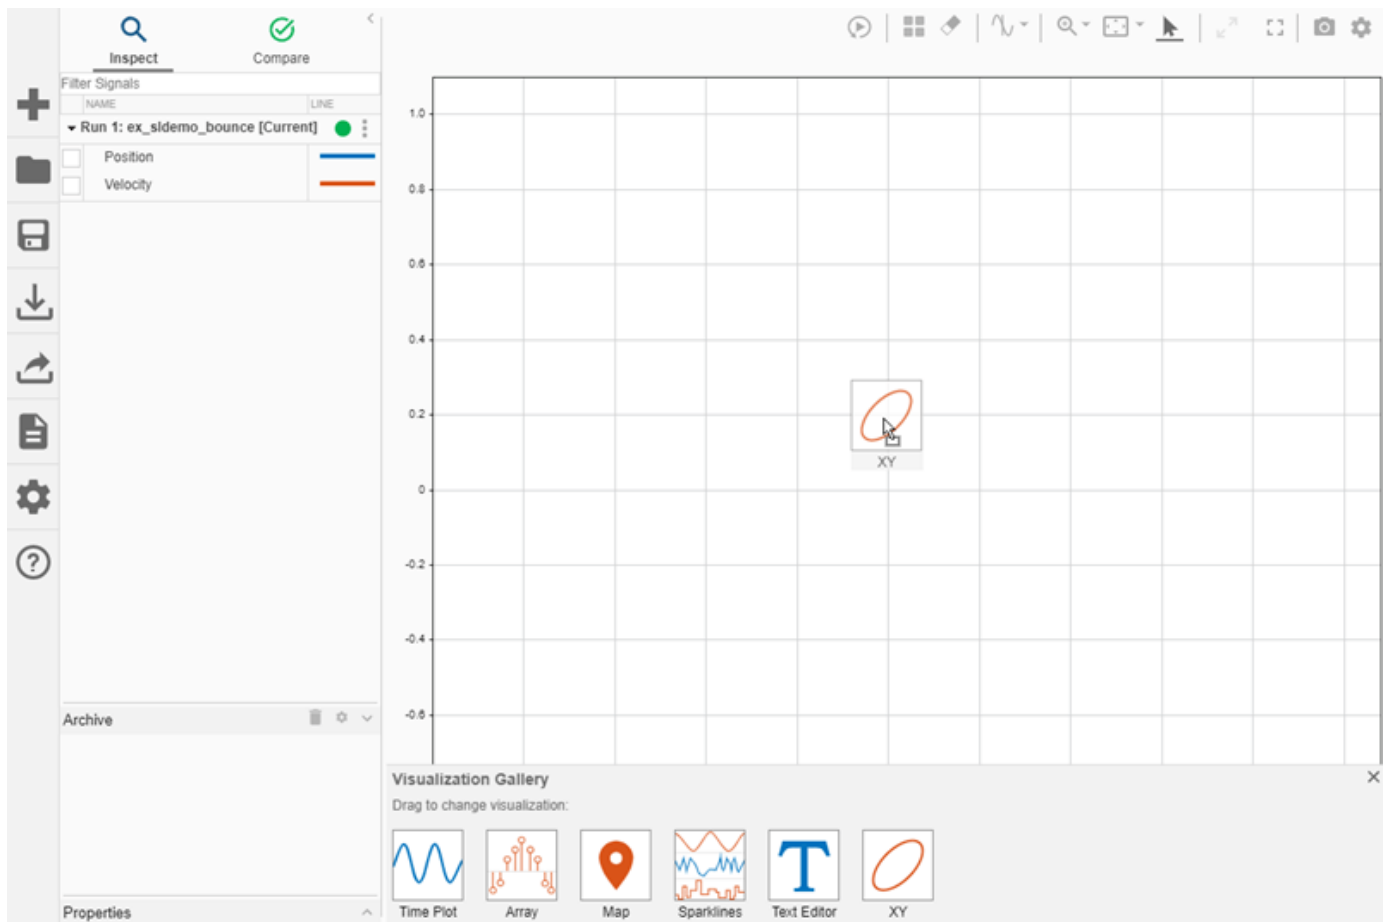 Inspect
Compare
Filter Signals
NAME
LINE
Run 1: ex_sldemo_bounce [Current]
Position
Velocity
Archive
Properties
1.0
0.8
0.6
0.4
0.2
0
-0.2
-0.4
-0.6
XY
Visualization Gallery
Drag to change visualization:
Time Plot
Array
Map
Sparklines
Text Editor
XY